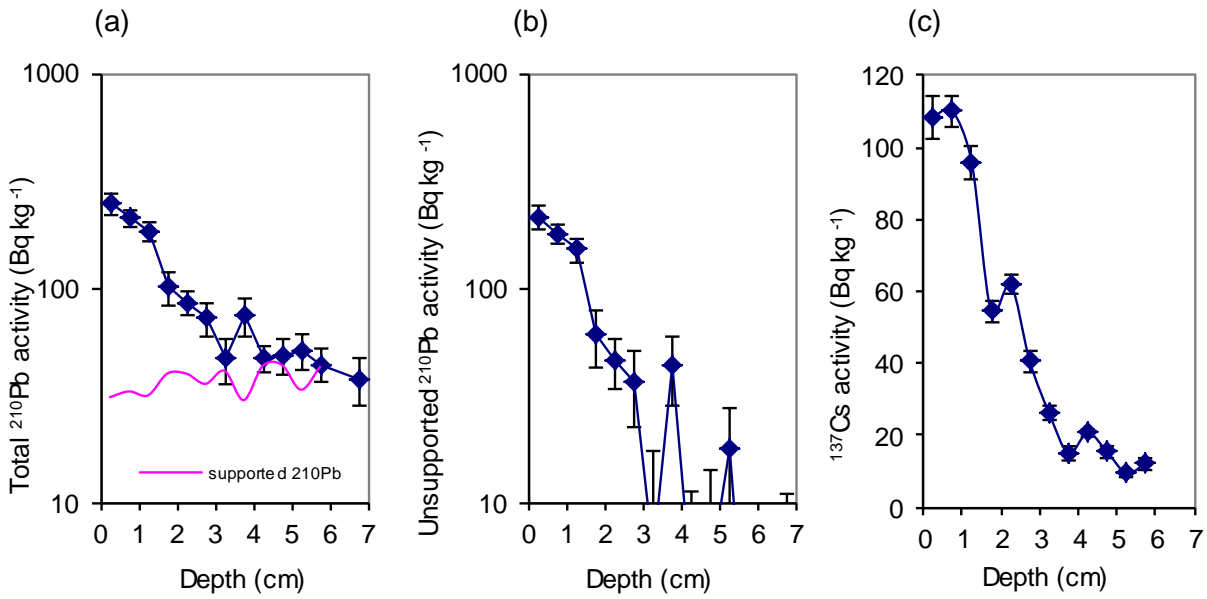 (a)
Total ²¹⁰Pb activity (Bq kg⁻¹)
1000
100
10
supported 210Pb
0 1 2 3 4 5 6 7
Depth (cm)
(b)
Unsupported ²¹⁰Pb activity (Bq kg⁻¹)
1000
100
10
0 1 2 3 4 5 6 7
Depth (cm)
(c)
¹³⁷Cs activity (Bq kg⁻¹)
120
100
80
60
40
20
0
0 1 2 3 4 5 6 7
Depth (cm)